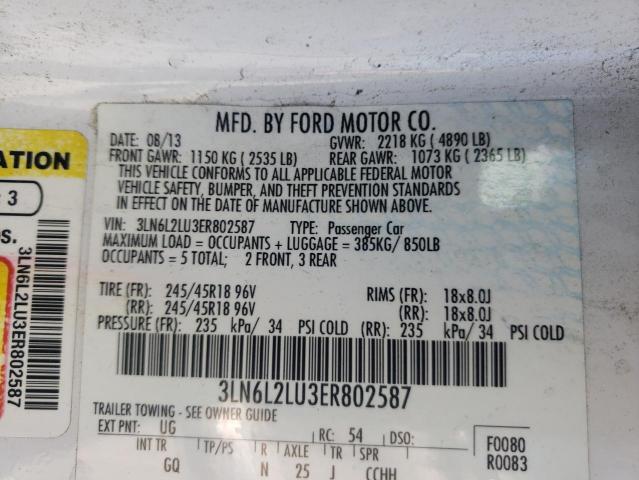 MFD. BY FORD MOTOR CO.
DATE: 08/13 GVWR: 2218 KG ( 4890 LB)
FRONT GAWR: 1150 KG ( 2535 LB) REAR GAWR: 1073 KG ( 2365 LB)
THIS VEHICLE CONFORMS TO ALL APPLICABLE FEDERAL MOTOR
VEHICLE SAFETY, BUMPER, AND THEFT PREVENTION STANDARDS
IN EFFECT ON THE DATE OF MANUFACTURE SHOWN ABOVE.
VIN: 3LN6L2LU3ER802587 TYPE: Passenger Car
MAXIMUM LOAD = OCCUPANTS + LUGGAGE = 385KG/ 850LB
OCCUPANTS = 5 TOTAL; 2 FRONT, 3 REAR
TIRE (FR): 245/45R18 96V RIMS (FR): 18x8.0J
(RR): 245/45R18 96V (RR): 18x8.0J
PRESSURE (FR): 235 kPa/ 34 PSI COLD (RR): 235 kPa/ 34 PSI COLD
3LN6L2LU3ER802587
TRAILER TOWING - SEE OWNER GUIDE
EXT PNT: UG RC: 54 DSO:
INT TR TP/PS R AXLE TR SPR
GQ N 25 J CCHH
F0080
R0083
ATION
: 3
os.
3LN6L2LU3ER802587